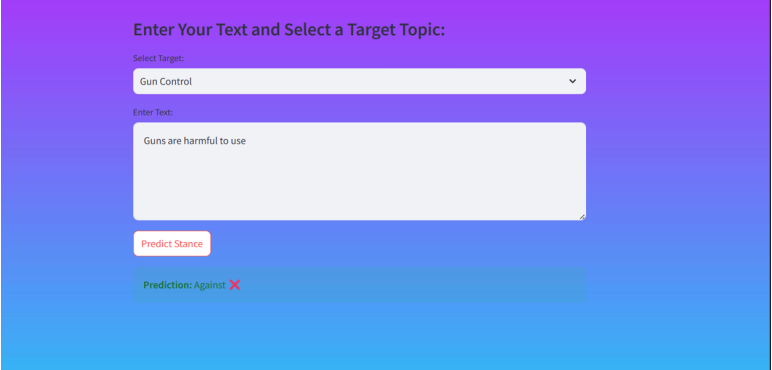 Enter Your Text and Select a Target Topic:
Select Target:
Gun Control
Enter Text:
Guns are harmful to use
Predict Stance
Prediction: Against ❌